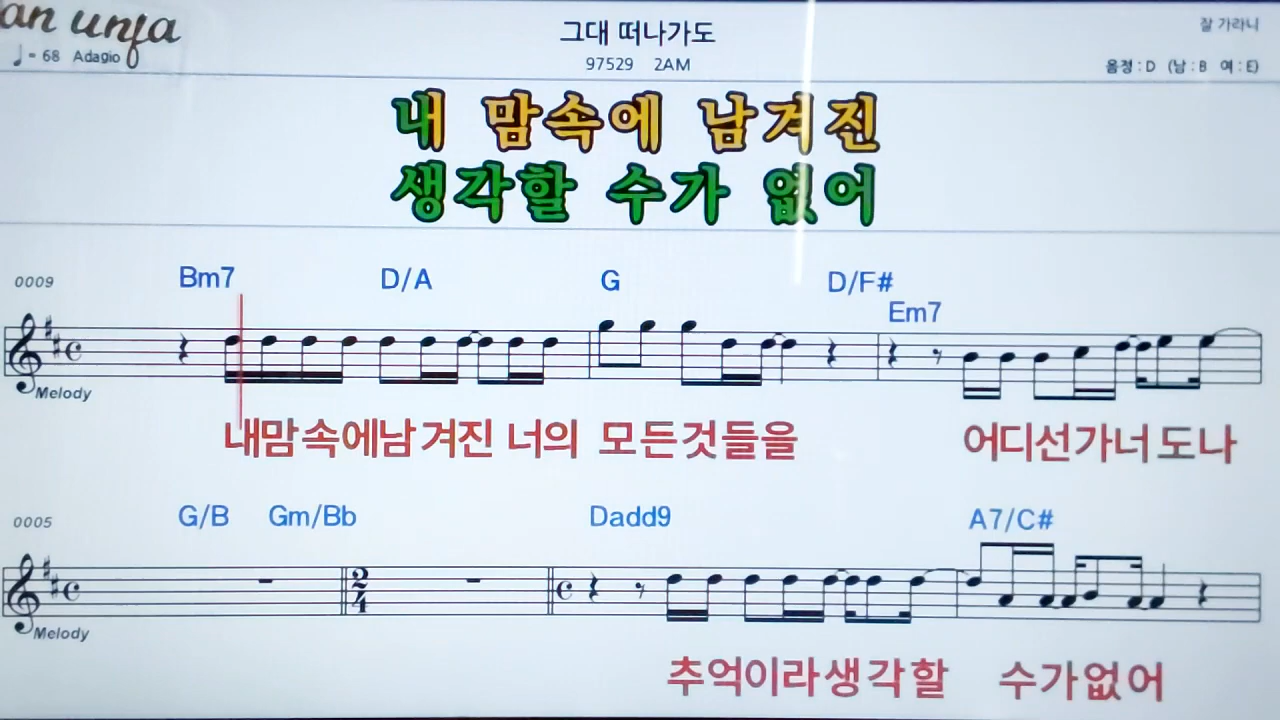 그대 떠나가도
잘 가라니
♩= 68 Adagio
97529 2AM
음정 : D (남 : B 여 : E)
내 맘속에 남겨진
생각할 수가 없어
0009 Bm7 D/A G D/F# Em7
Melody
내맘속에남겨진 너의 모든것들을 어디선가너도나
0005 G/B Gm/Bb Dadd9 A7/C#
2
4
Melody
추억이라생각할 수가없어